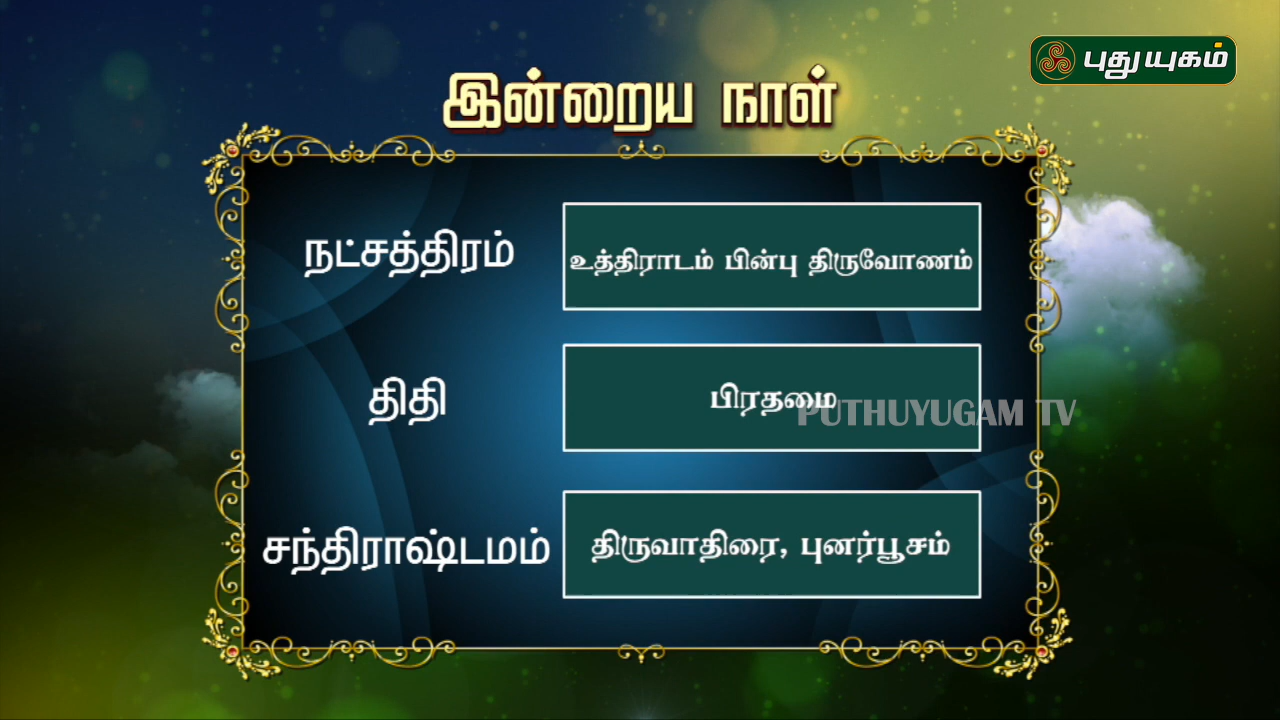 புதுயுகம்
இன்றைய நாள்
நட்சத்திரம் உத்திராடம் பின்பு திருவோணம்
திதி பிரதமை
PUTHUYUGAM TV
சந்திராஷ்டமம் திருவாதிரை, புனர்பூசம்